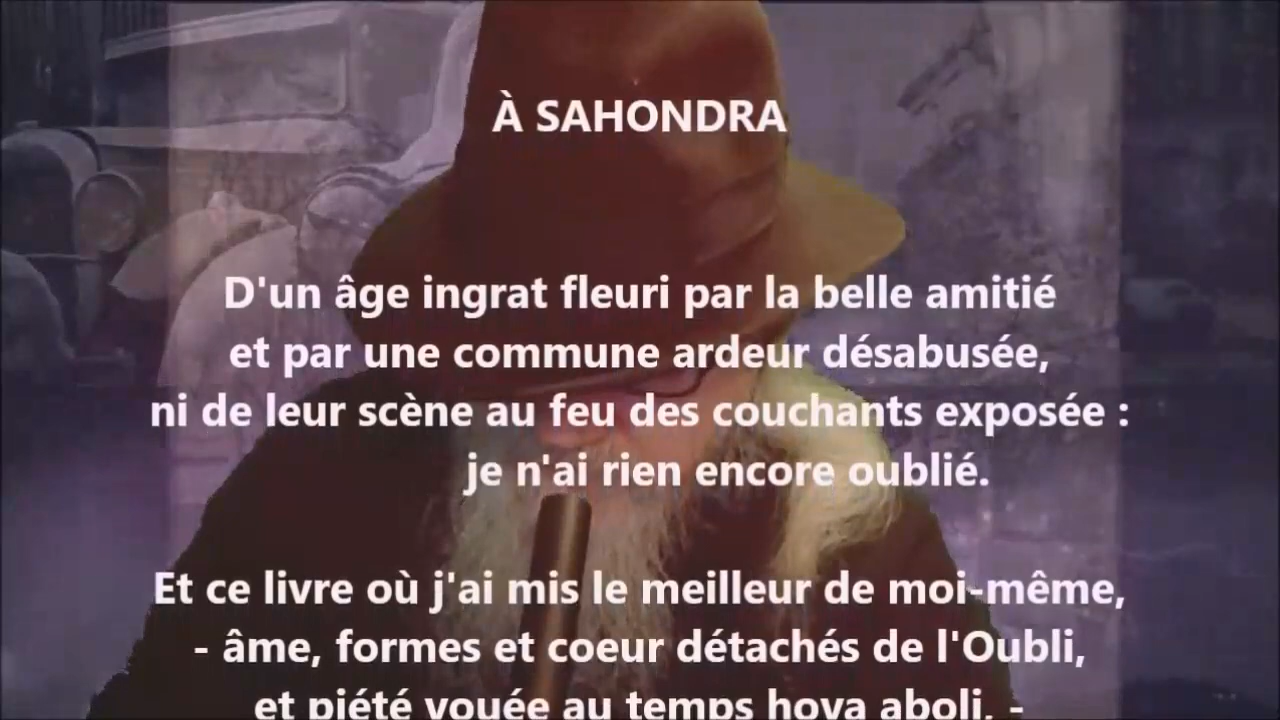 À SAHONDRA
D'un âge ingrat fleuri par la belle amitié
et par une commune ardeur désabusée,
ni de leur scène au feu des couchants exposée :
je n'ai rien encore oublié.
Et ce livre où j'ai mis le meilleur de moi-même,
- âme, formes et coeur détachés de l'Oubli,
et piété vouée au temps hova aboli, -